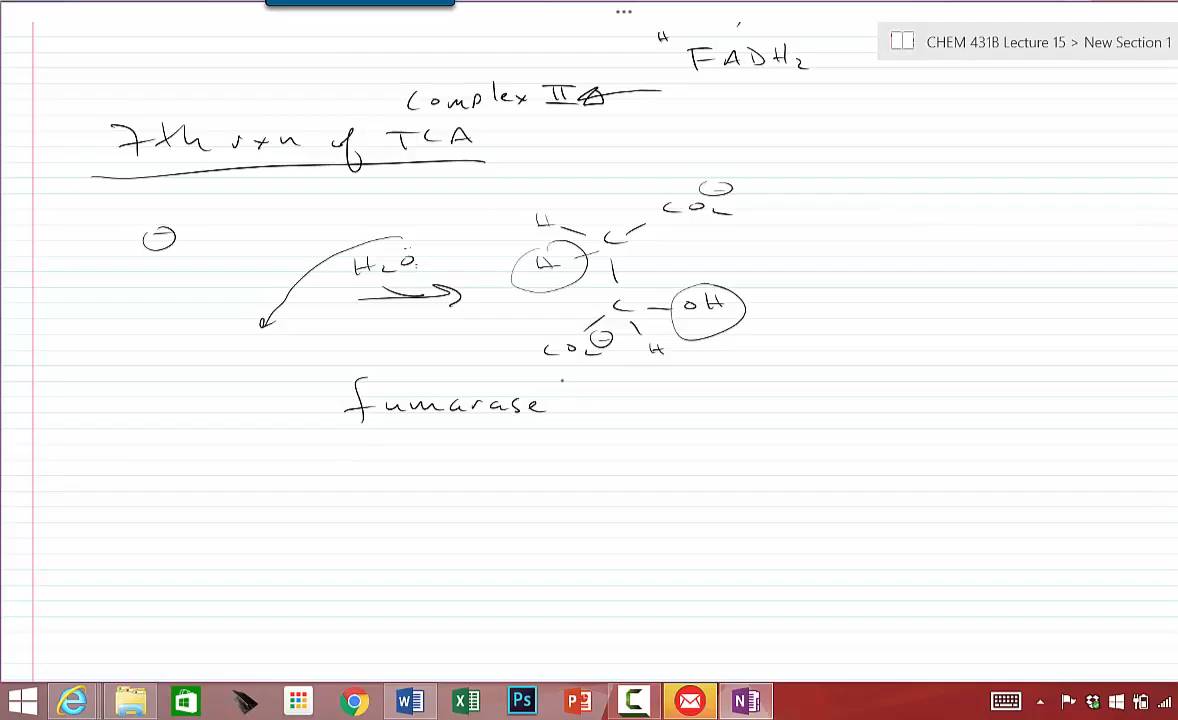 CHEM 431B Lecture 15 > New Section 1
H
FADH2
Complex II
7th rxn of TCA
⊖
H CO2 ⊖
C
H2O
H
C - OH
CO2 ⊖ H
fumarase